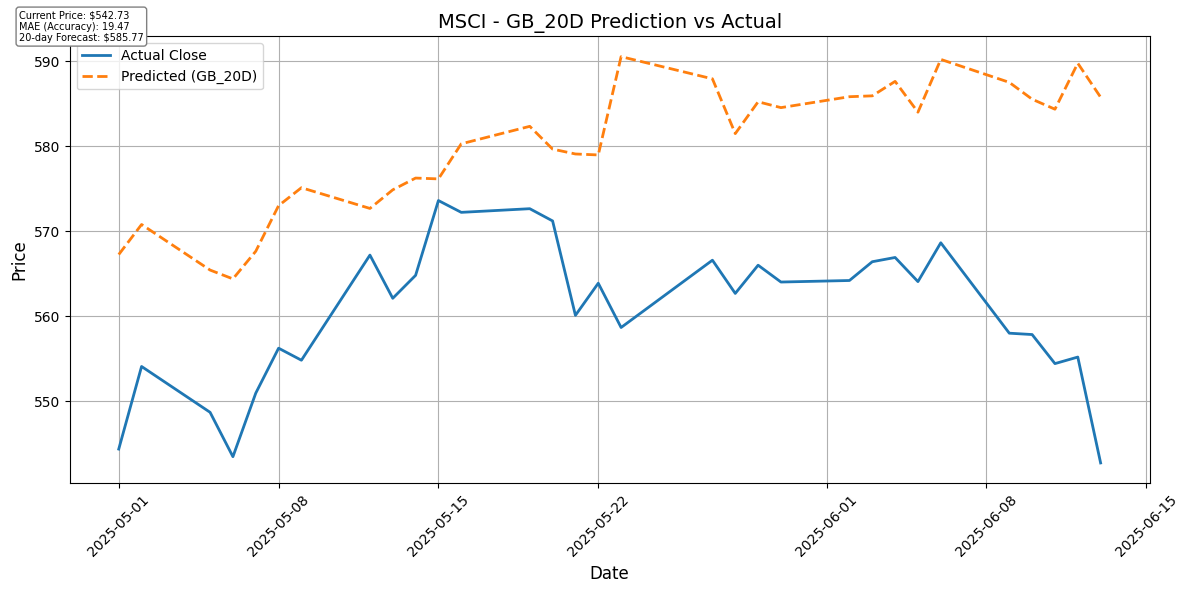 MSCI - GB_20D Prediction vs Actual
Current Price: $542.73
MAE (Accuracy): 19.47
20-day Forecast: $585.77
Actual Close
Predicted (GB_20D)
Price
590
580
570
560
550
2025-05-01
2025-05-08
2025-05-15
2025-05-22
2025-06-01
2025-06-08
2025-06-15
Date